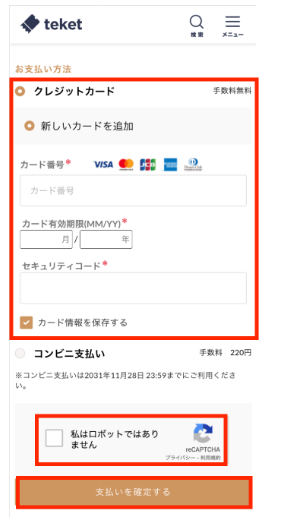 teket
検索 メニュー
お支払い方法
クレジットカード 手数料無料
新しいカードを追加
カード番号* VISA JCB
カード番号
カード有効期限(MM/YY)*
月/ 年
セキュリティコード*
カード情報を保存する
コンビニ支払い 手数料 220円
※コンビニ支払いは2031年11月28日 23:59までにご利用くださ
い。
私はロボットではあり
ません
reCAPTCHA
プライバシー - 利用規約
支払いを確定する